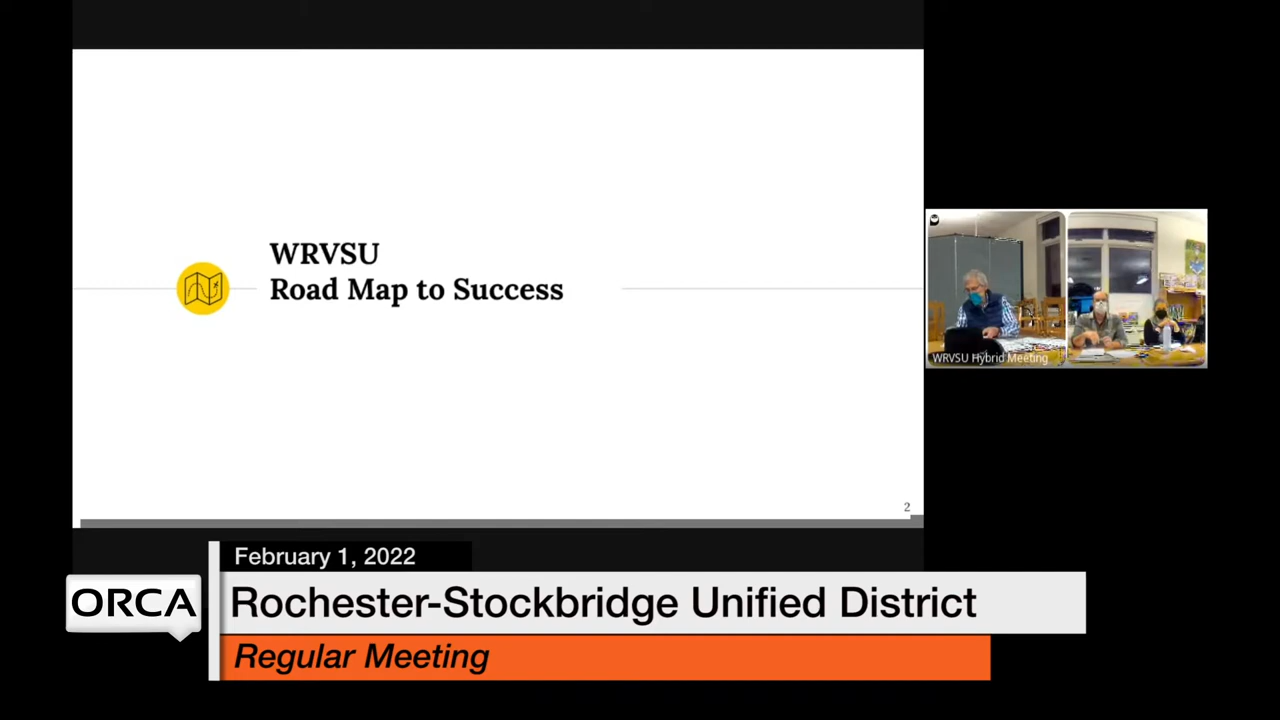 WRVSU
Road Map to Success
2
WRVSU Hybrid Meeting
February 1, 2022
ORCA
Rochester-Stockbridge Unified District
Regular Meeting